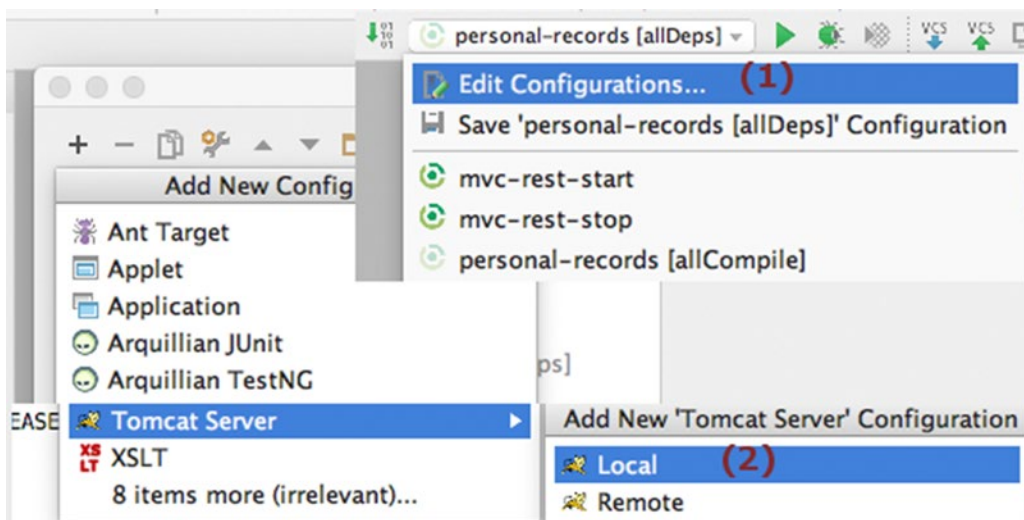 personal-records [allDeps]
VCS VCS
Edit Configurations... (1)
Save 'personal-records [allDeps]' Configuration
mvc-rest-start
mvc-rest-stop
personal-records [allCompile]
Add New Config
Ant Target
Applet
Application
Arquillian JUnit
Arquillian TestNG
ps]
EASE
Tomcat Server
XS
LT
XSLT
8 items more (irrelevant)...
Add New 'Tomcat Server' Configuration
Local (2)
Remote